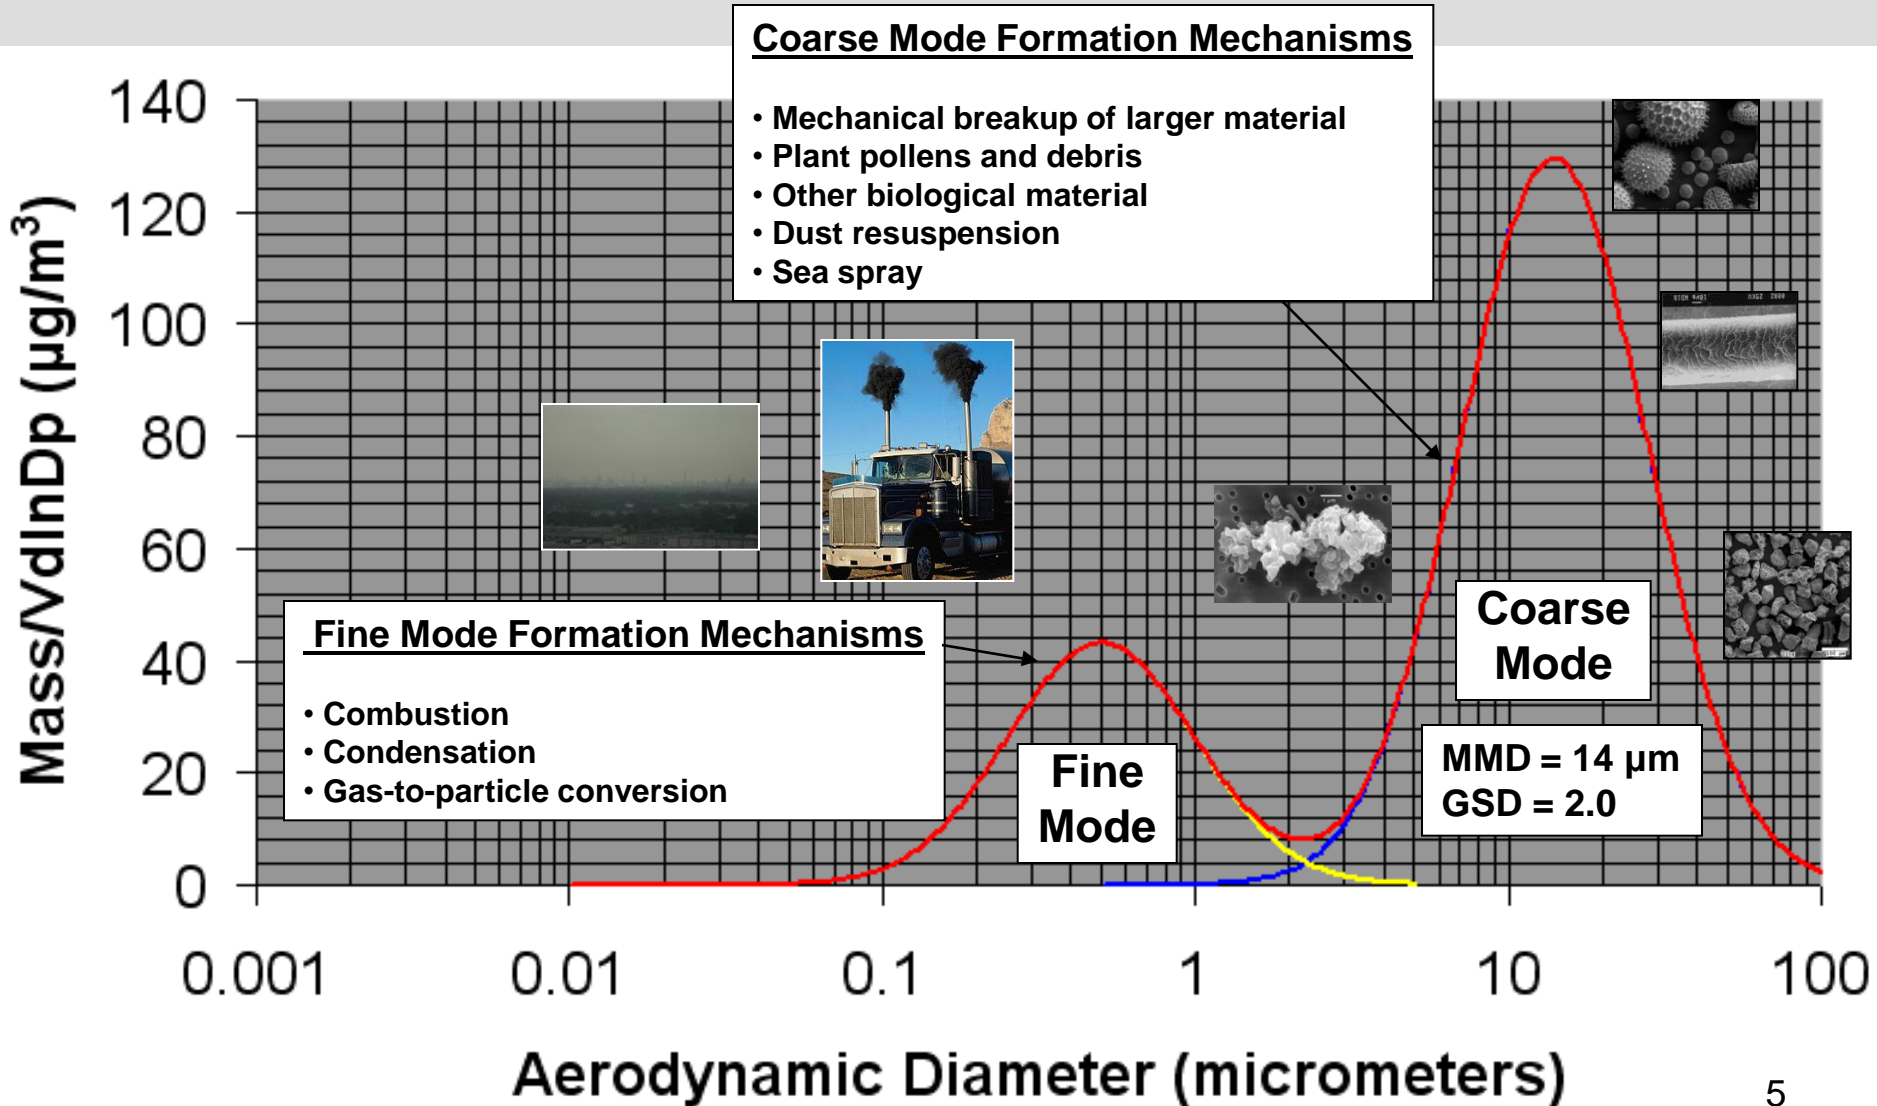 Coarse Mode Formation Mechanisms
• Mechanical breakup of larger material
• Plant pollens and debris
• Other biological material
• Dust resuspension
• Sea spray
140
120
100
80
60
40
20
0
Mass/VdlnDp (µg/m³)
Fine Mode Formation Mechanisms
• Combustion
• Condensation
• Gas-to-particle conversion
Fine
Mode
Coarse
Mode
MMD = 14 µm
GSD = 2.0
0.001
0.01
0.1
1
10
100
Aerodynamic Diameter (micrometers)
5